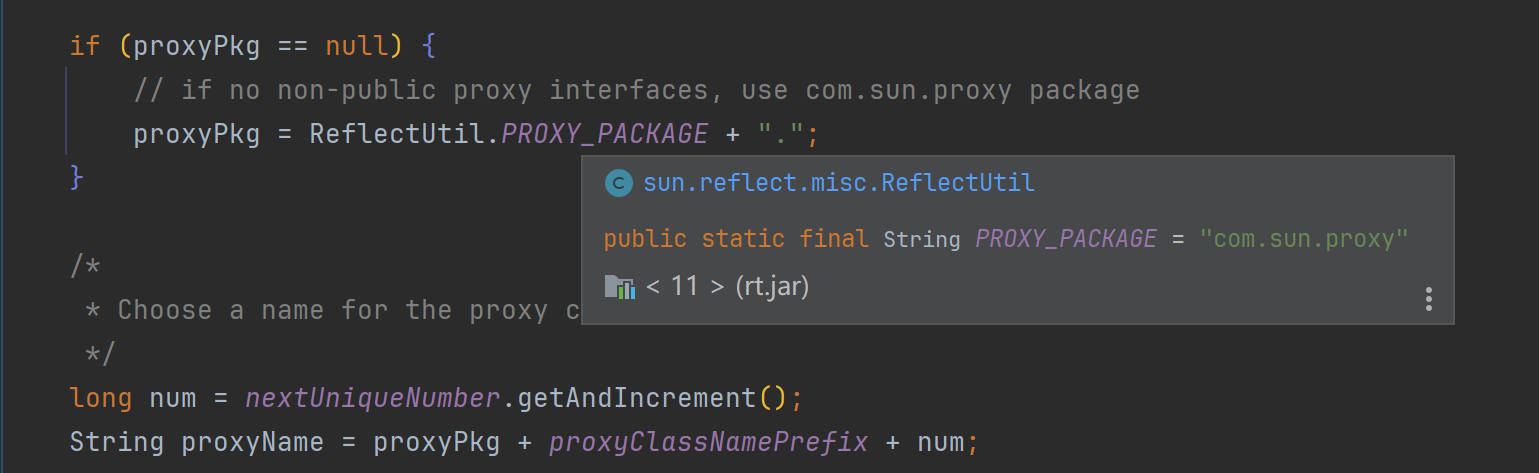 if (proxyPkg == null) {
// if no non-public proxy interfaces, use com.sun.proxy package
proxyPkg = ReflectUtil.PROXY_PACKAGE + ".";
}
sun.reflect.misc.ReflectUtil
public static final String PROXY_PACKAGE = "com.sun.proxy"
< 11 > (rt.jar)
/*
* Choose a name for the proxy c
*/
long num = nextUniqueNumber.getAndIncrement();
String proxyName = proxyPkg + proxyClassNamePrefix + num;